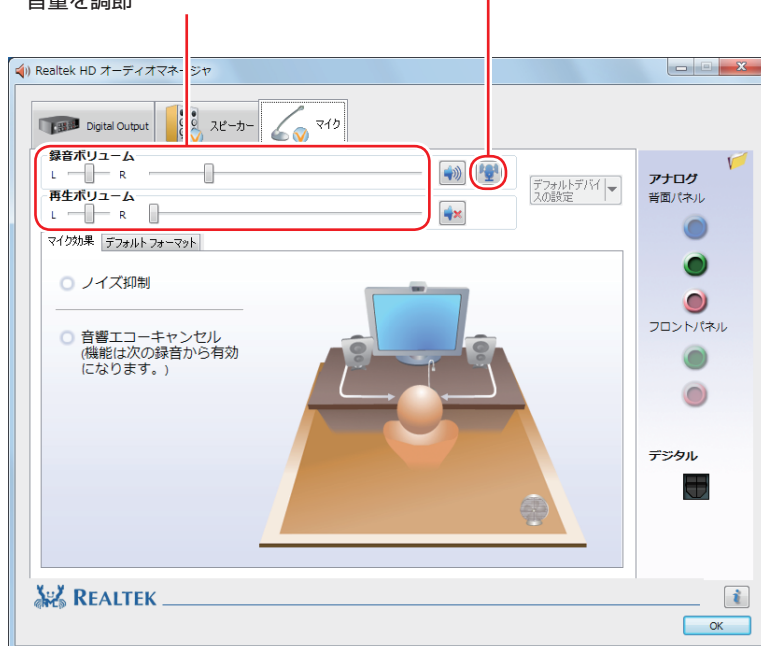 音量を調節
Realtek HD オーディオマネージャ
Digital Output
スピーカー
マイク
録音ボリューム
L
R
再生ボリューム
L
R
デフォルトデバイ
スの設定
マイク効果
デフォルト フォーマット
ノイズ抑制
音響エコーキャンセル
(機能は次の録音から有効
になります。)
アナログ
背面パネル
フロントパネル
デジタル
REALTEK
OK